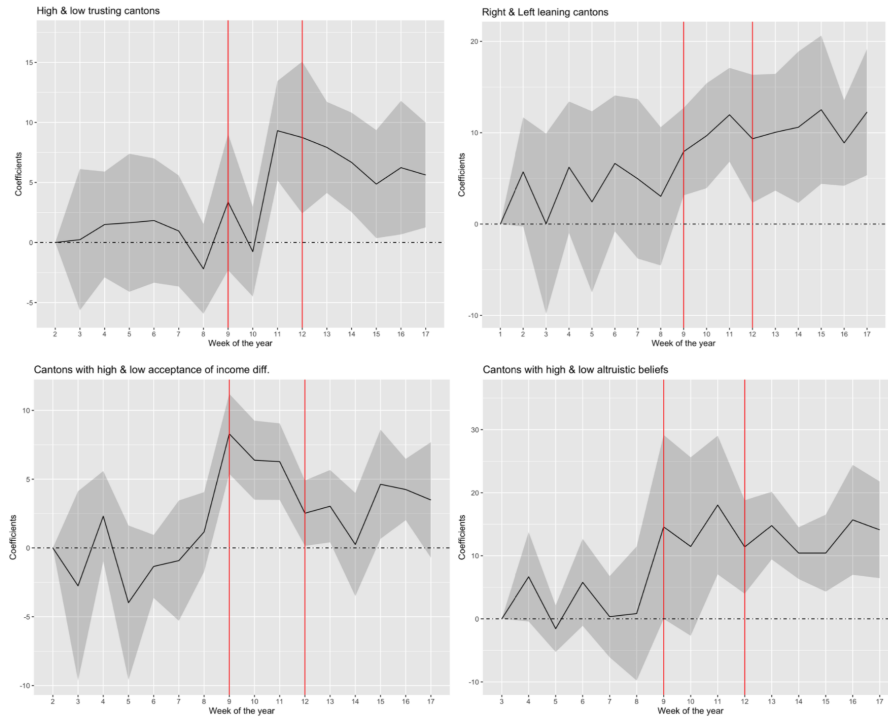 High & low trusting cantons
15
10
5
0
-5
Coefficients
2 3 4 5 6 7 8 9 10 11 12 13 14 15 16 17
Week of the year
Right & Left leaning cantons
20
10
0
-10
Coefficients
1 2 3 4 5 6 7 8 9 10 11 12 13 14 15 16 17
Week of the year
Cantons with high & low acceptance of income diff.
10
5
0
-5
-10
Coefficients
2 3 4 5 6 7 8 9 10 11 12 13 14 15 16 17
Week of the year
Cantons with high & low altruistic beliefs
30
20
10
0
-10
Coefficients
3 4 5 6 7 8 9 10 11 12 13 14 15 16 17
Week of the year